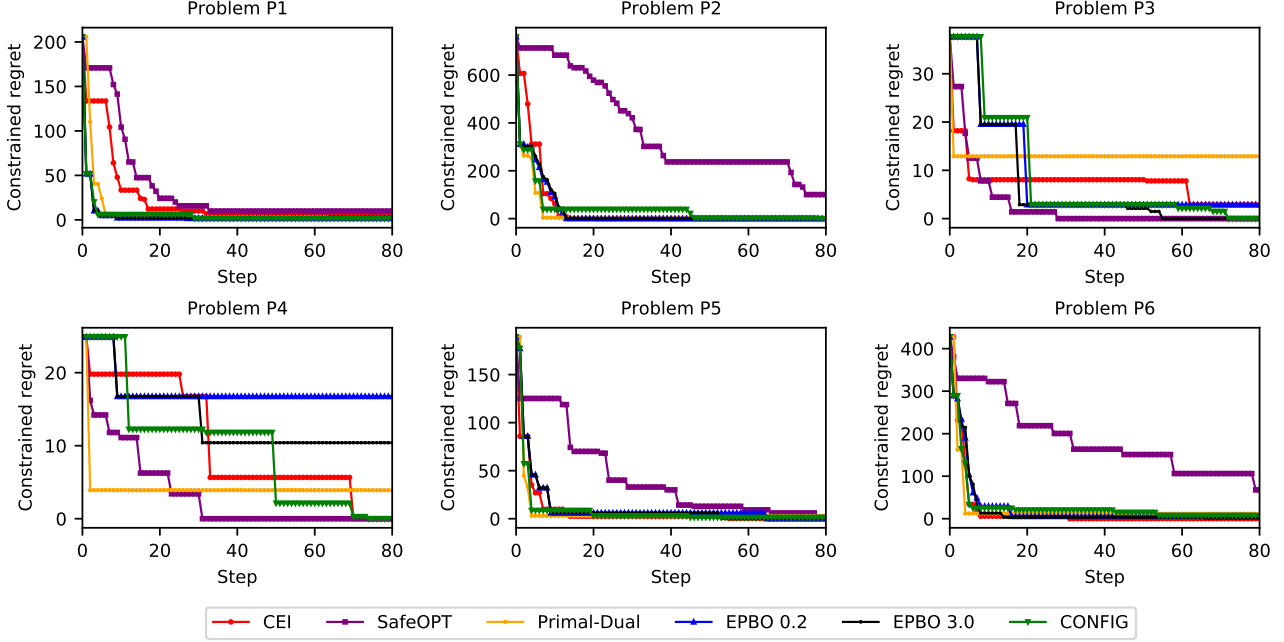 Problem P1
Problem P2
Problem P3
Constrained regret
200
150
100
50
0
0 20 40 60 80
Step
Constrained regret
600
400
200
0
0 20 40 60 80
Step
Constrained regret
30
20
10
0
0 20 40 60 80
Step
Problem P4
Problem P5
Problem P6
Constrained regret
20
10
0
0 20 40 60 80
Step
Constrained regret
150
100
50
0
0 20 40 60 80
Step
Constrained regret
400
300
200
100
0
0 20 40 60 80
Step
CEI SafeOPT Primal-Dual EPBO 0.2 EPBO 3.0 CONFIG